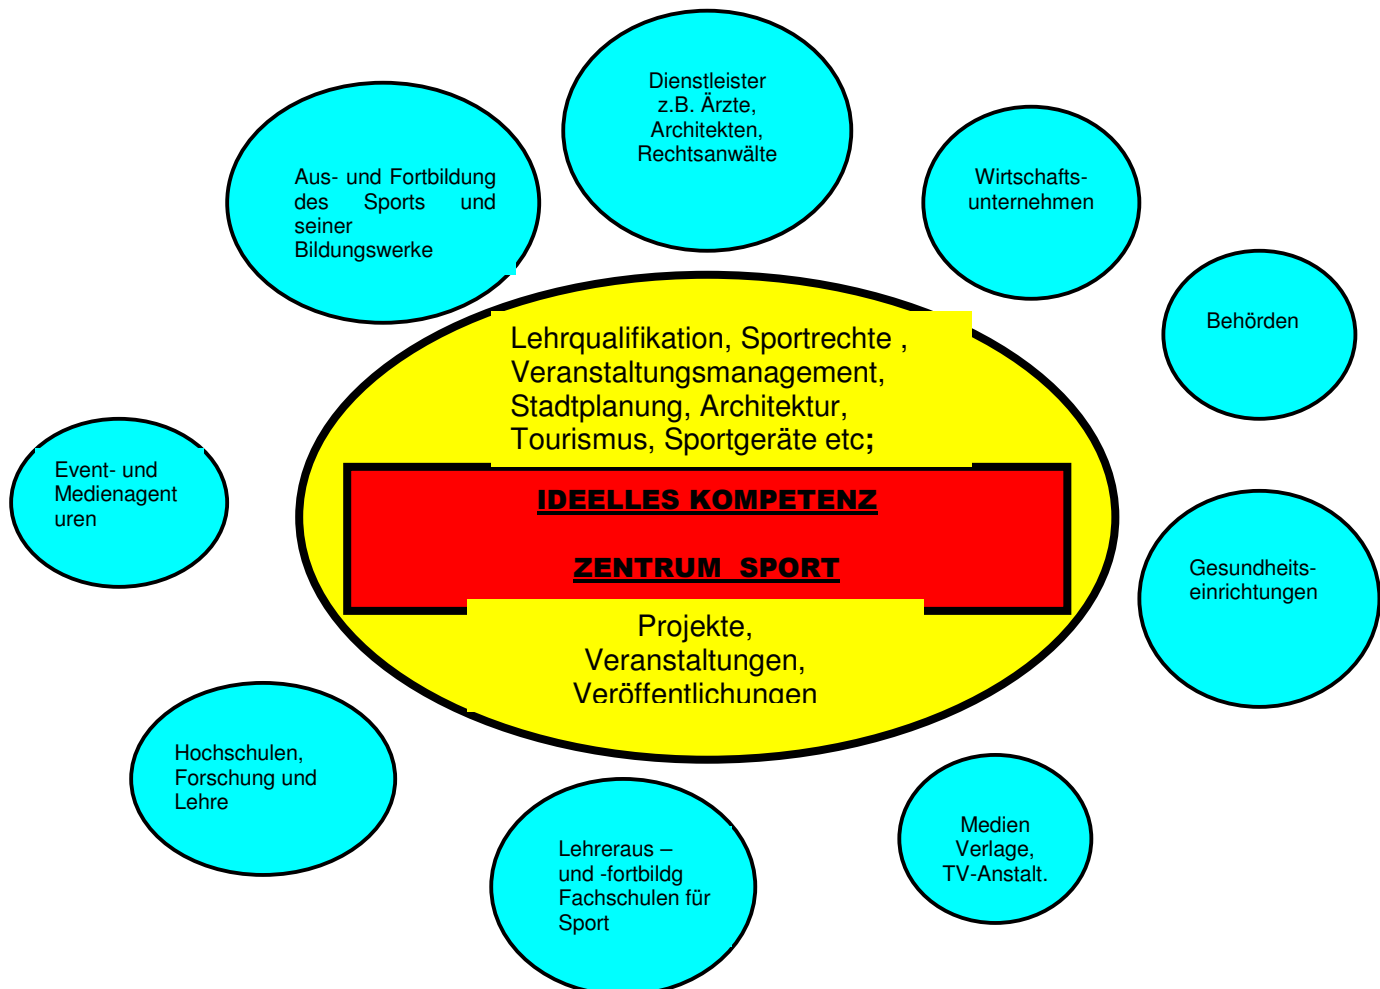 Dienstleister
z.B. Ärzte,
Architekten,
Rechtsanwälte
Aus- und Fortbildung
des Sports und
seiner
Bildungswerke
Wirtschafts-
unternehmen
Behörden
Lehrqualifikation, Sportrechte ,
Veranstaltungsmanagement,
Stadtplanung, Architektur,
Tourismus, Sportgeräte etc;
Event- und
Medienagent
uren
IDEELLES KOMPETENZ
ZENTRUM SPORT
Gesundheits-
einrichtungen
Projekte,
Veranstaltungen,
Veröffentlichungen
Hochschulen,
Forschung und
Lehre
Lehreraus –
und -fortbildg
Fachschulen für
Sport
Medien
Verlage,
TV-Anstalt.